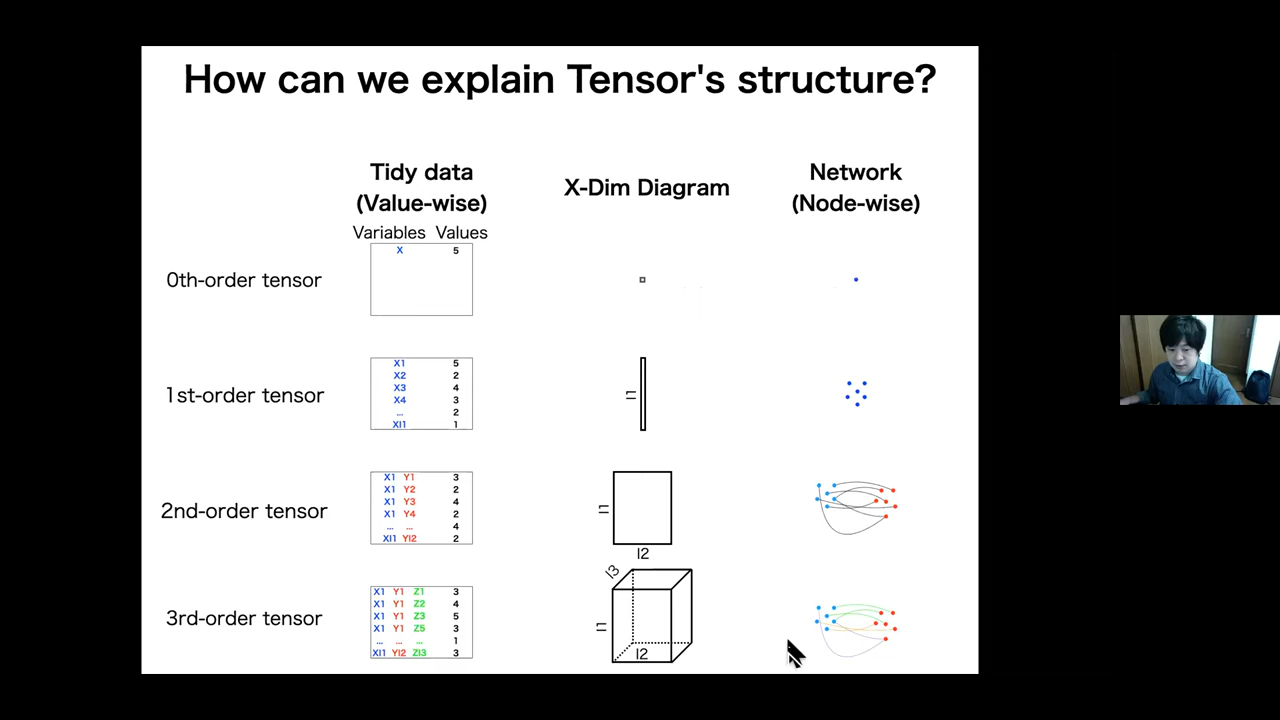 How can we explain Tensor's structure?
Tidy data
(Value-wise)
X-Dim Diagram
Network
(Node-wise)
Variables Values
0th-order tensor
X 5
1st-order tensor
X1 5
X2 2
X3 4
X4 3
... 2
XI1 1
I1
2nd-order tensor
X1 Y1 3
X1 Y2 2
X1 Y3 4
X1 Y4 2
... ... 4
XI1 YI2 2
I1
I2
3rd-order tensor
X1 Y1 Z1 3
X1 Y1 Z2 4
X1 Y1 Z3 5
X1 Y1 Z5 3
... ... ... 1
XI1 YI2 ZI3 3
I3
I1
I2